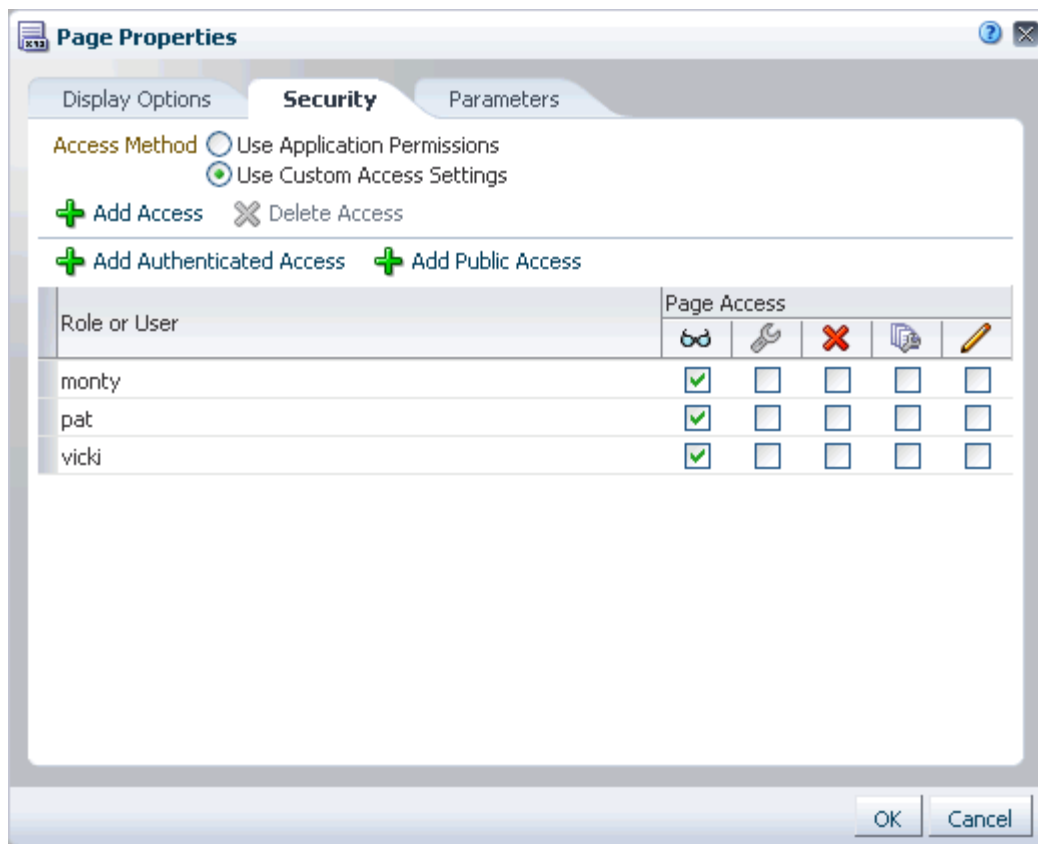 Page Properties
Display Options Security Parameters
Access Method Use Application Permissions
Use Custom Access Settings
Add Access Delete Access
Add Authenticated Access Add Public Access
Role or User
Page Access
monty
pat
vicki
OK Cancel